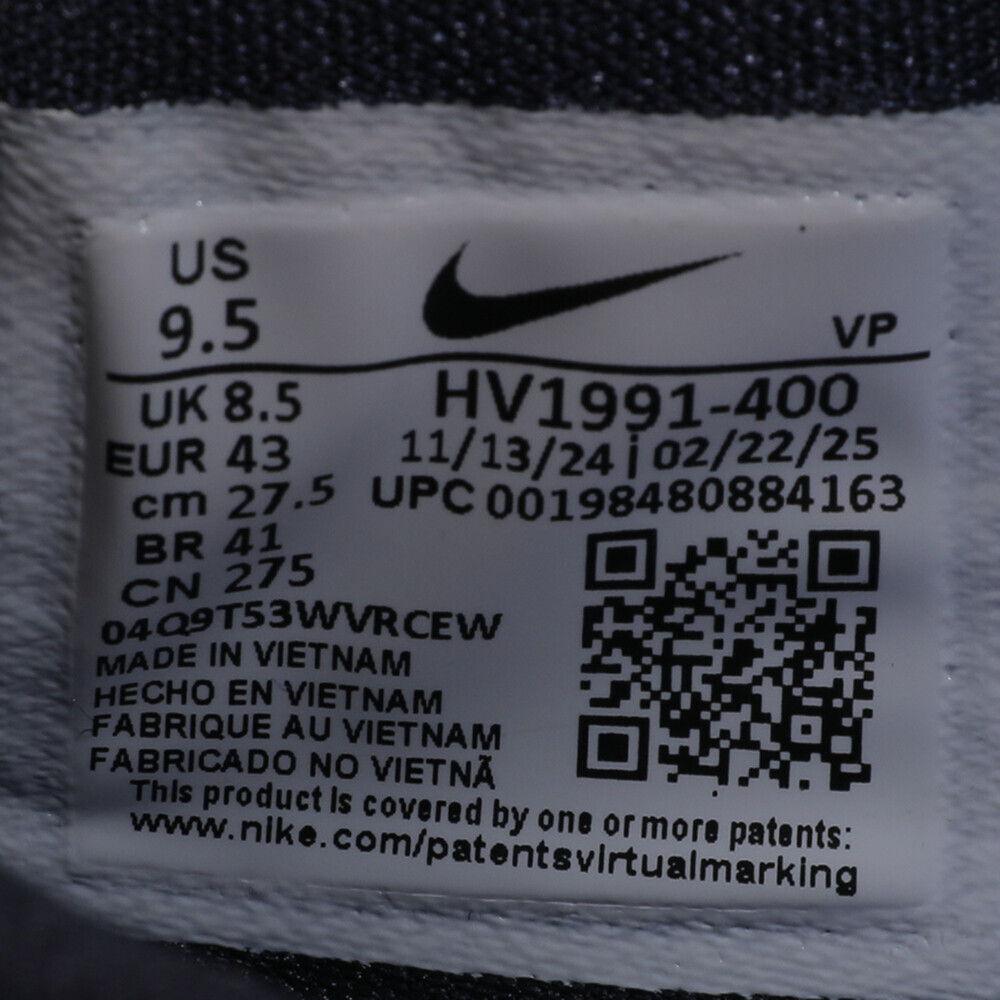 US
9.5
VP
UK 8.5
EUR 43
cm 27.5
BR 41
CN 275
HV1991-400
11/13/24 | 02/22/25
UPC 00198480884163
04Q9T53WVRCEW
MADE IN VIETNAM
HECHO EN VIETNAM
FABRIQUE AU VIETNAM
FABRICADO NO VIETNÃ
This product is covered by one or more patents:
www.nike.com/patentsvirtualmarking